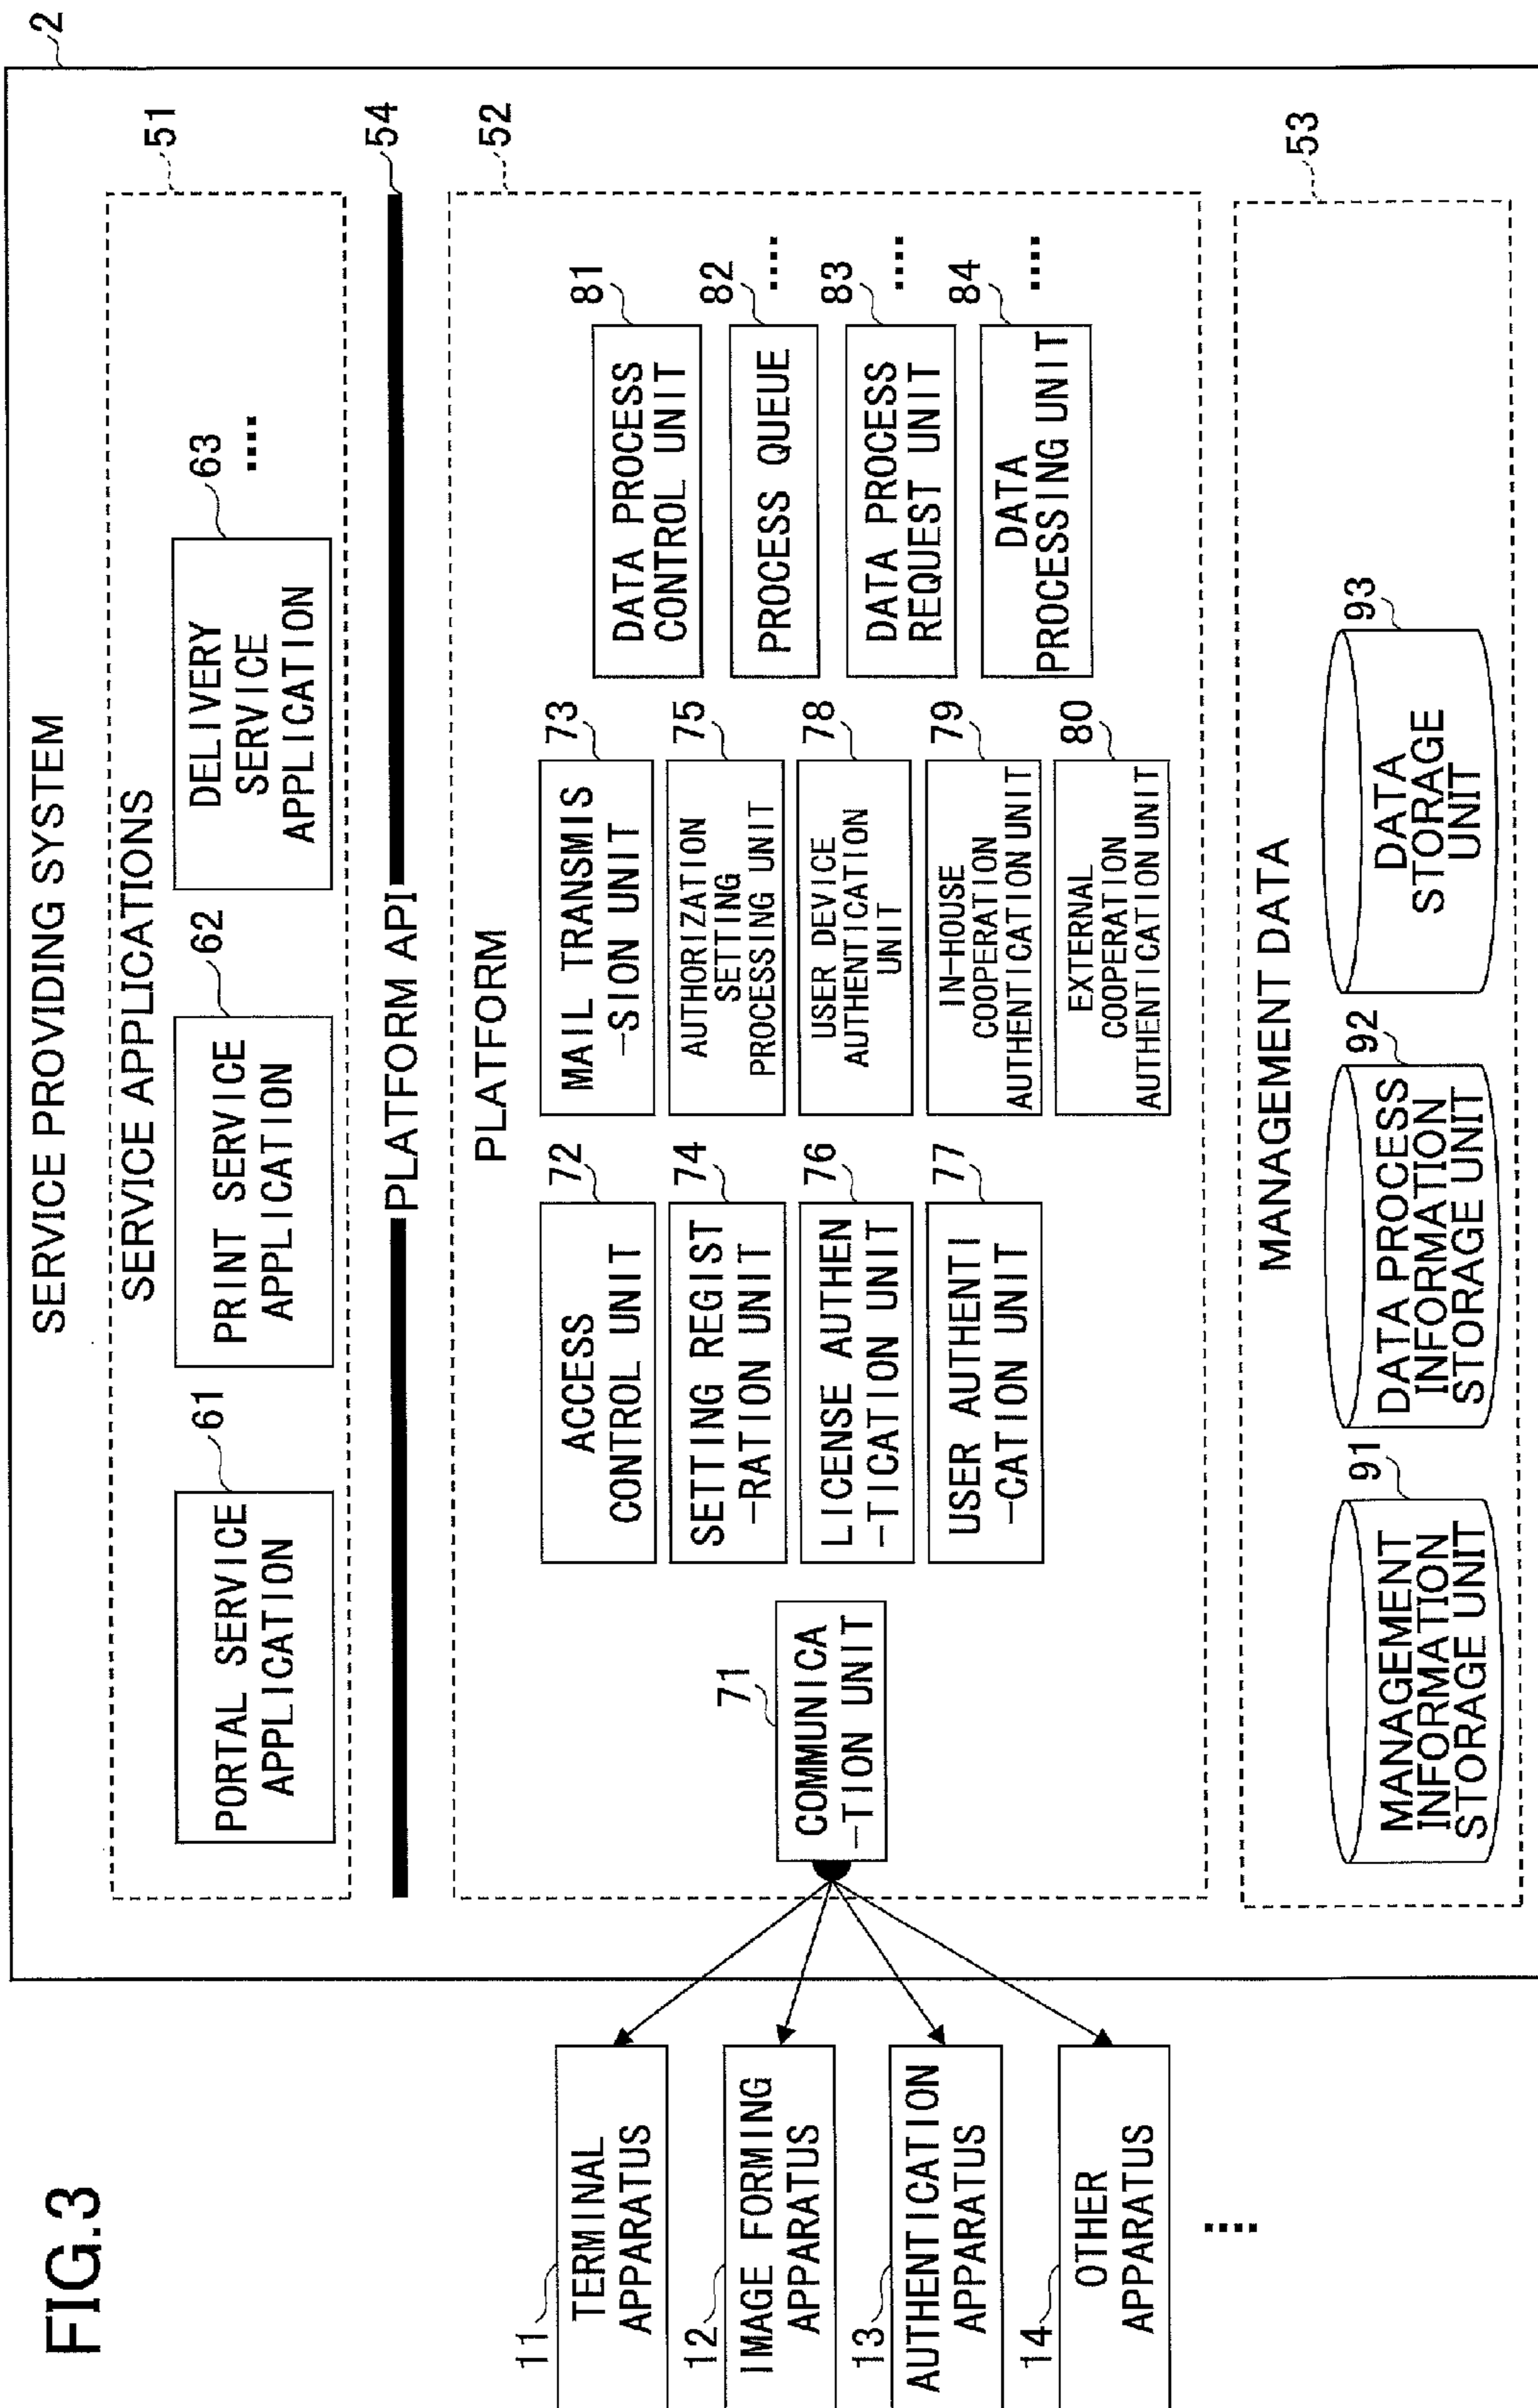 FIG.3
SERVICE PROVIDING SYSTEM
2
SERVICE APPLICATIONS
51
PORTAL SERVICE
APPLICATION
61
PRINT SERVICE
APPLICATION
62
DELIVERY
SERVICE
APPLICATION
63
....
PLATFORM API
54
PLATFORM
52
11
TERMINAL
APPARATUS
12
IMAGE FORMING
APPARATUS
13
AUTHENTICATION
APPARATUS
14
OTHER
APPARATUS
....
71
COMMUNICA
-TION UNIT
72
ACCESS
CONTROL UNIT
74
SETTING REGIST
-RATION UNIT
76
LICENSE AUTHEN
-TICATION UNIT
77
USER AUTHENTI
-CATION UNIT
73
MAIL TRANSMIS
-SION UNIT
75
AUTHORIZATION
SETTING
PROCESSING UNIT
78
USER DEVICE
AUTHENTICATION
UNIT
79
IN-HOUSE
COOPERATION
AUTHENTICATION UNIT
80
EXTERNAL
COOPERATION
AUTHENTICATION UNIT
81
DATA PROCESS
CONTROL UNIT
82
PROCESS QUEUE
....
83
DATA PROCESS
REQUEST UNIT
....
84
DATA
PROCESSING UNIT
....
MANAGEMENT DATA
53
91
MANAGEMENT
INFORMATION
STORAGE UNIT
92
DATA PROCESS
INFORMATION
STORAGE UNIT
93
DATA
STORAGE
UNIT